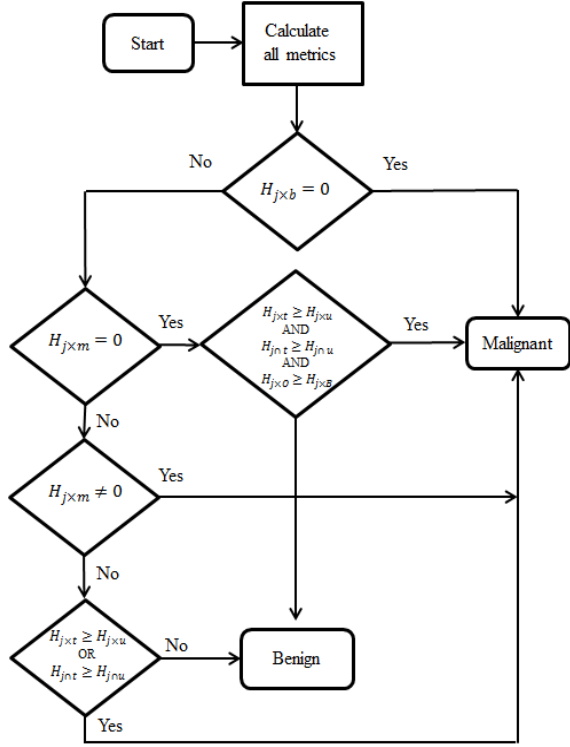 Start
Calculate
all metrics
No
Yes
H_{j×b} = 0
H_{j×m} = 0
Yes
H_{j×t} ≥ H_{j×u}
AND
H_{j∩t} ≥ H_{j∩u}
AND
H_{j×O} ≥ H_{j×B}
Yes
Malignant
No
H_{j×m} ≠ 0
Yes
No
H_{j×t} ≥ H_{j×u}
OR
H_{j∩t} ≥ H_{j∩u}
No
Benign
Yes